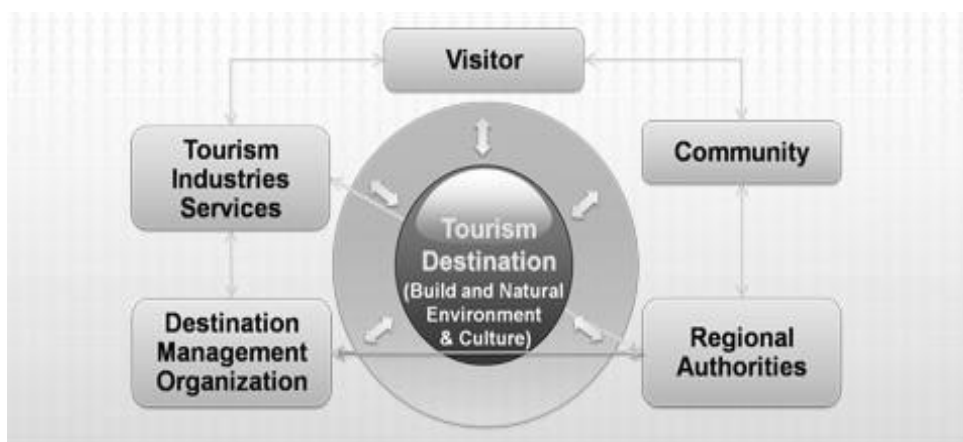 Visitor
Tourism
Industries
Services
Community
Tourism
Destination
(Build and Natural
Environment
& Culture)
Destination
Management
Organization
Regional
Authorities